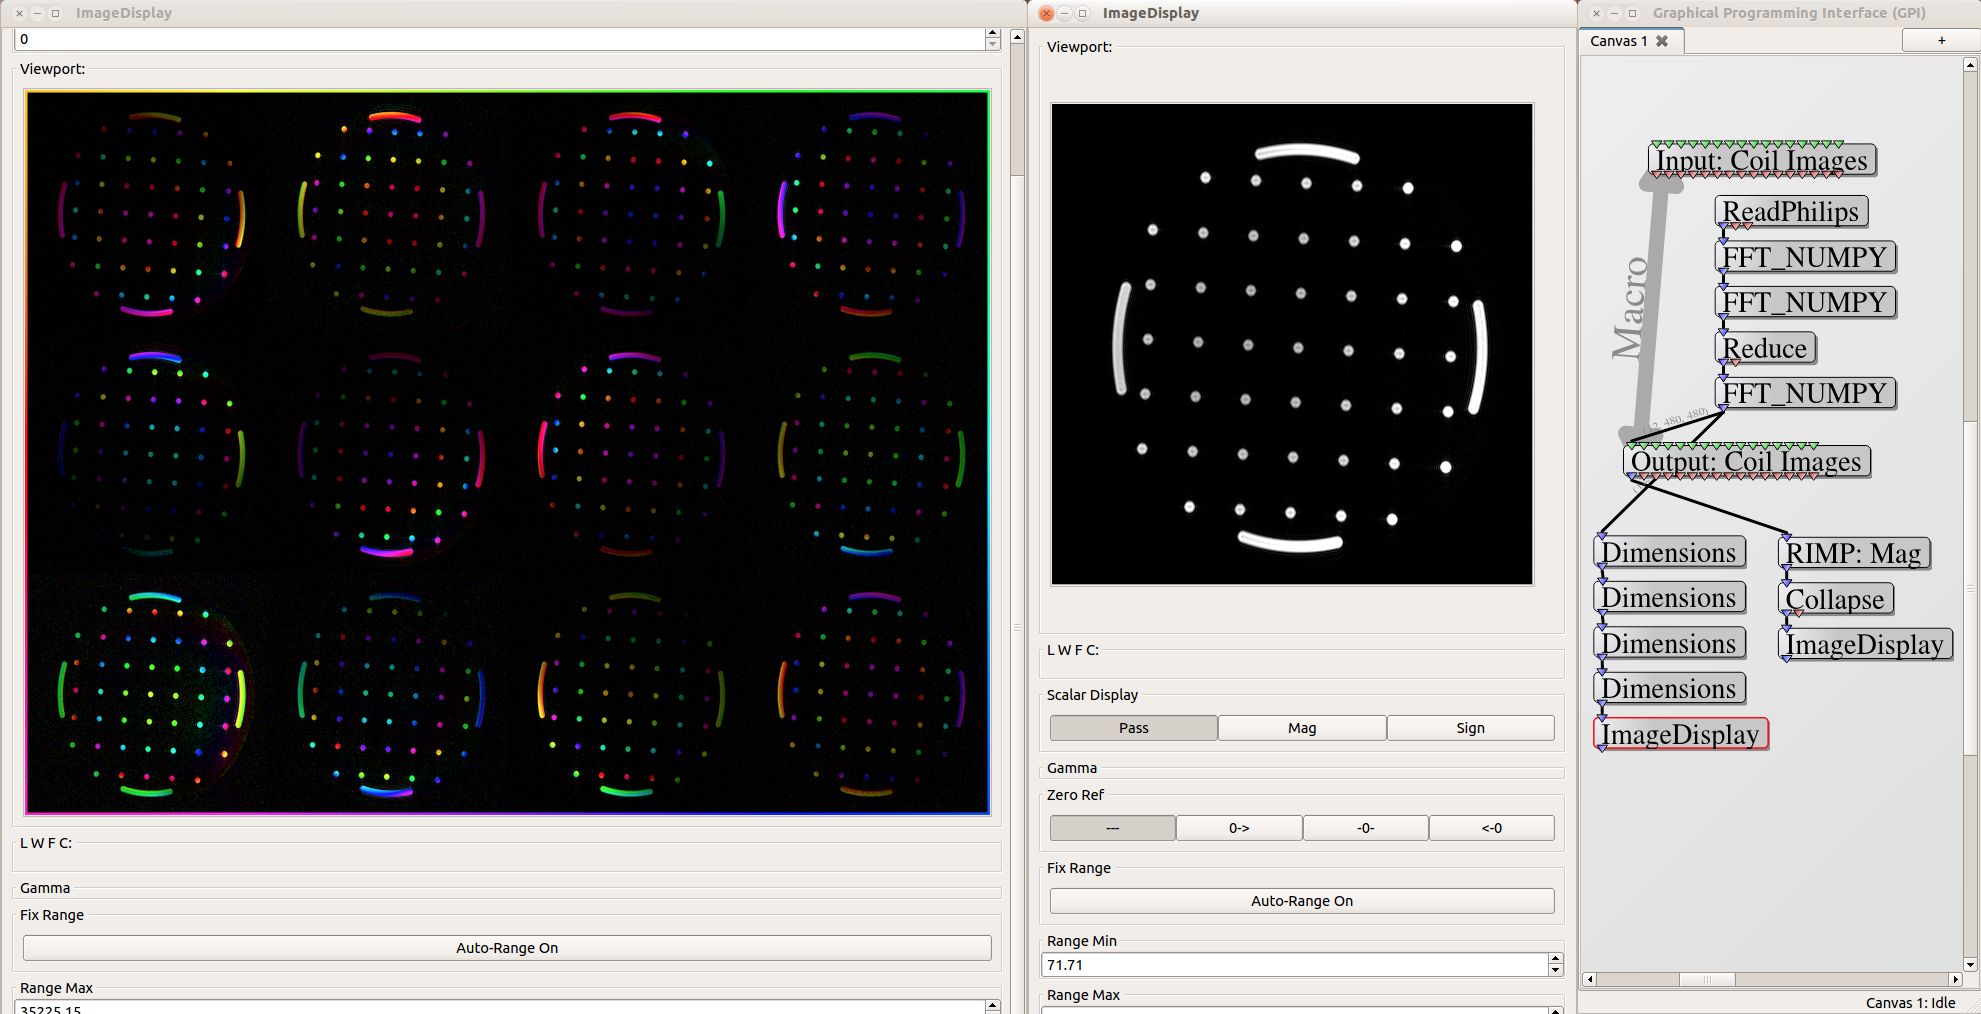 ImageDisplay
0
Viewport:
L W F C:
Gamma
Fix Range
Auto-Range On
Range Max
35225.15
ImageDisplay
Viewport:
L W F C:
Scalar Display
Pass Mag Sign
Gamma
Zero Ref
--- 0-> -0- <-0
Fix Range
Auto-Range On
Range Min
71.71
Range Max
Graphical Programming Interface (GPI)
Canvas 1
+
Input: Coil Images
Macro
ReadPhilips
FFT_NUMPY
FFT_NUMPY
Reduce
FFT_NUMPY
480, 480)
Output: Coil Images
Dimensions
RIMP: Mag
Dimensions
Collapse
Dimensions
ImageDisplay
Dimensions
ImageDisplay
Canvas 1: Idle